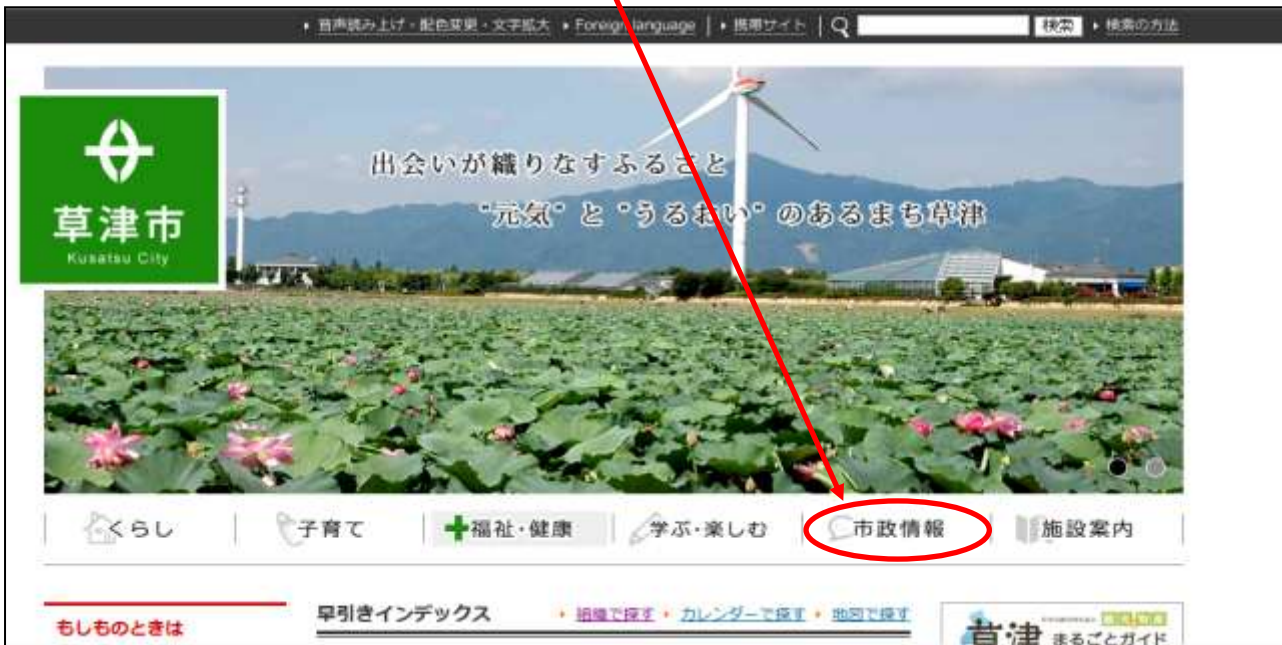 音声読み上げ・配色変更・文字拡大 Foreign language 携帯サイト 検索 検索の方法
草津市
Kusatsu City
出会いが織りなすふるさと
"元気" と "うるおい" のあるまち草津
くらし 子育て 福祉・健康 学ぶ・楽しむ 市政情報 施設案内
もしものときは
早引きインデックス 組織で探す カレンダーで探す 地図で探す
草津 まるごとガイド